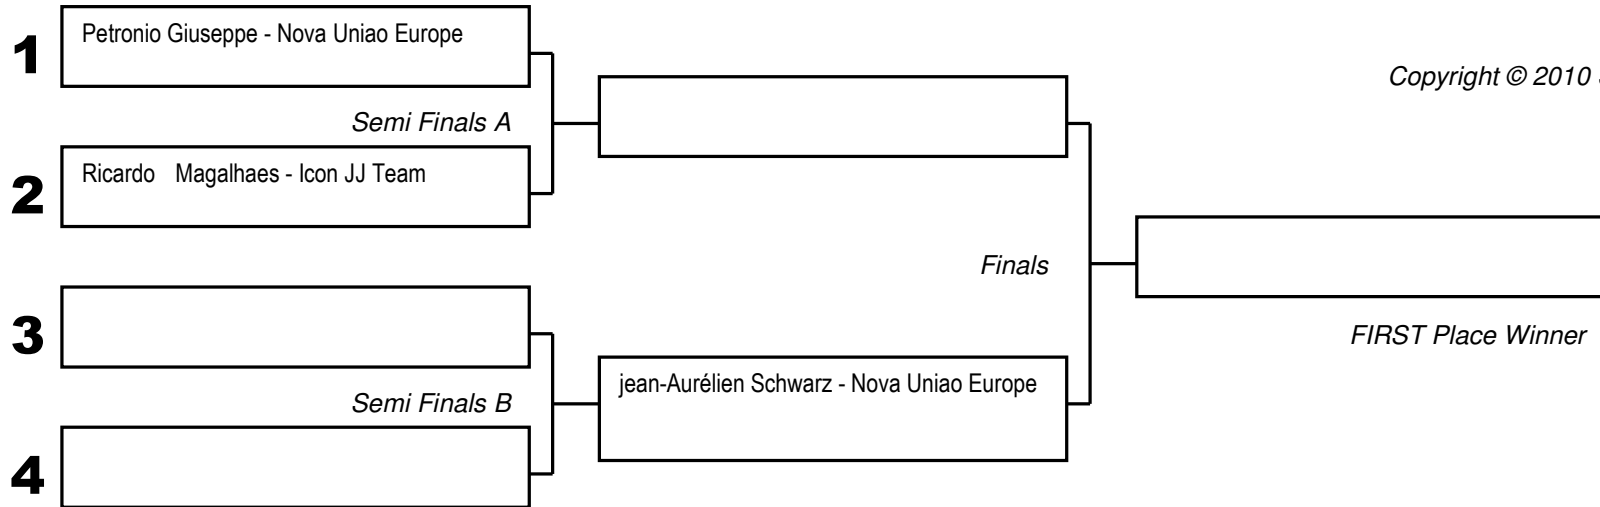 1
Petronio Giuseppe - Nova Uniao Europe
Copyright © 2010
Semi Finals A
2
Ricardo Magalhaes - Icon JJ Team
Finals
3
FIRST Place Winner
jean-Aurélien Schwarz - Nova Uniao Europe
Semi Finals B
4